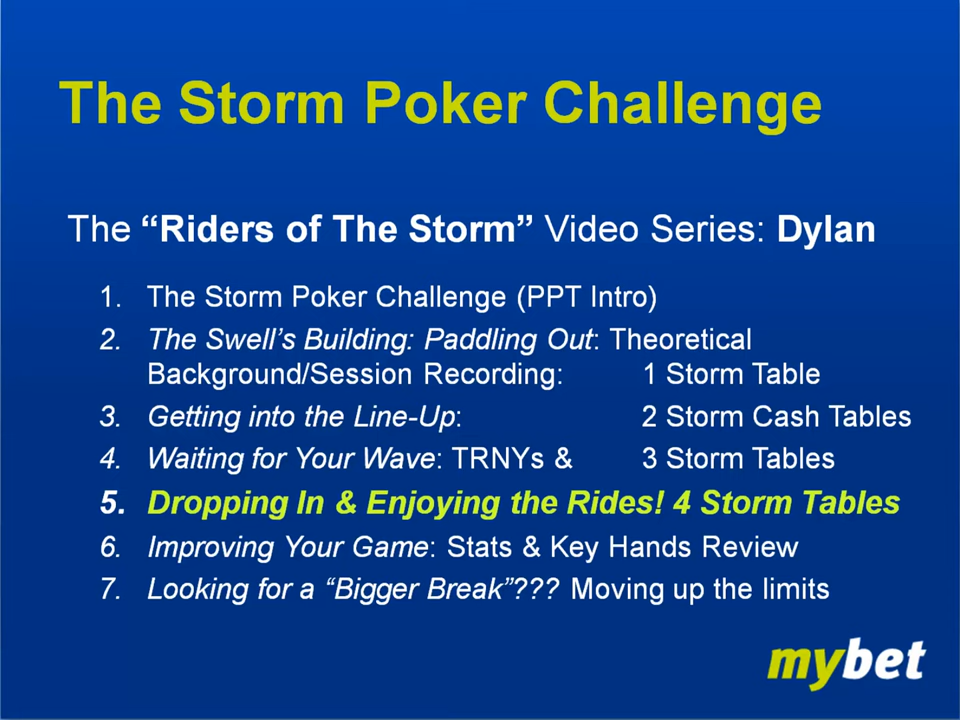 The Storm Poker Challenge
The “Riders of The Storm” Video Series: Dylan
1. The Storm Poker Challenge (PPT Intro)
2. The Swell’s Building: Paddling Out: Theoretical
Background/Session Recording: 1 Storm Table
3. Getting into the Line-Up: 2 Storm Cash Tables
4. Waiting for Your Wave: TRNYs & 3 Storm Tables
5. Dropping In & Enjoying the Rides! 4 Storm Tables
6. Improving Your Game: Stats & Key Hands Review
7. Looking for a “Bigger Break”??? Moving up the limits
mybet